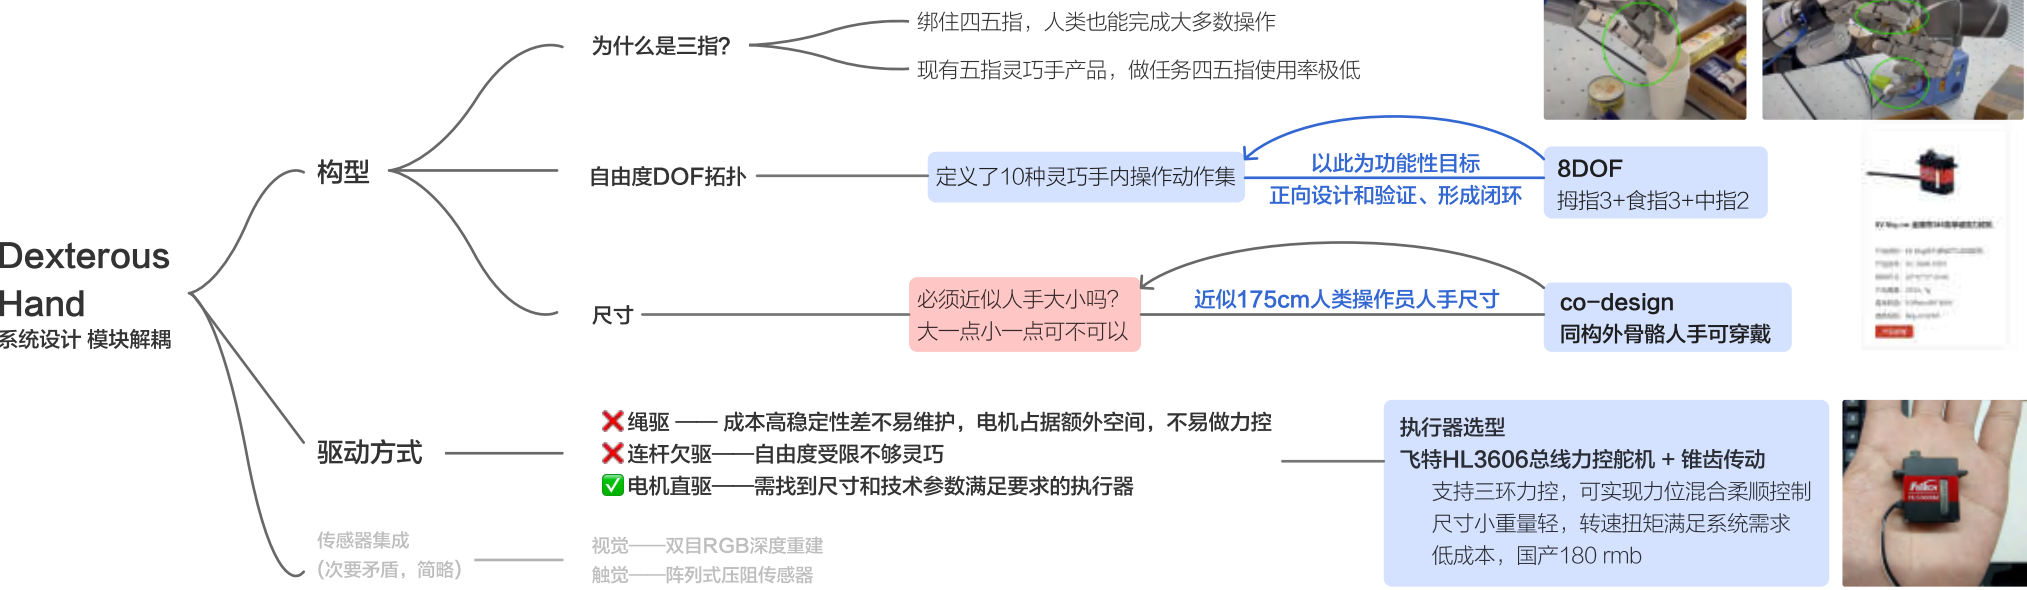 Dexterous
Hand
系统设计 模块解耦
构型
为什么是三指?
绑住四五指，人类也能完成大多数操作
现有五指灵巧手产品，做任务四五指使用率极低
自由度DOF拓扑
定义了10种灵巧手内操作动作集
以此为功能性目标
正向设计和验证、形成闭环
8DOF
拇指3+食指3+中指2
尺寸
必须近似人手大小吗?
大一点小一点可不可以
近似175cm人类操作员人手尺寸
co-design
同构外骨骼人手可穿戴
驱动方式
❌ 绳驱 —— 成本高稳定性差不易维护，电机占据额外空间，不易做力控
❌ 连杆欠驱——自由度受限不够灵巧
✅ 电机直驱——需找到尺寸和技术参数满足要求的执行器
执行器选型
飞特HL3606总线力控舵机 + 锥齿传动
支持三环力控，可实现力位混合柔顺控制
尺寸小重量轻，转速扭矩满足系统需求
低成本，国产180 rmb
传感器集成
(次要矛盾，简略)
视觉——双目RGB深度重建
触觉——阵列式压阻传感器